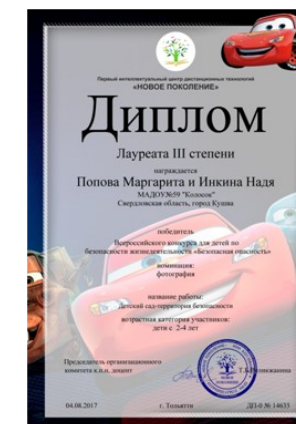 Первый интеллектуальный центр дистанционных технологий
«НОВОЕ ПОКОЛЕНИЕ»
Диплом
Лауреата III степени
награждается
Попова Маргарита и Инкина Надя
МАДОУ№59 "Колосок"
Свердловская область, город Кушва
победитель
Всероссийского конкурса для детей по
безопасности жизнедеятельности «Безопасная опасность»
номинация:
фотография
название работы:
Детский сад-территория безопасности
возрастная категория участников:
дети с 2-4 лет
Председатель организационного
комитета к.п.н. доцент
04.08.2017 г. Тольятти ДП-0 № 14635